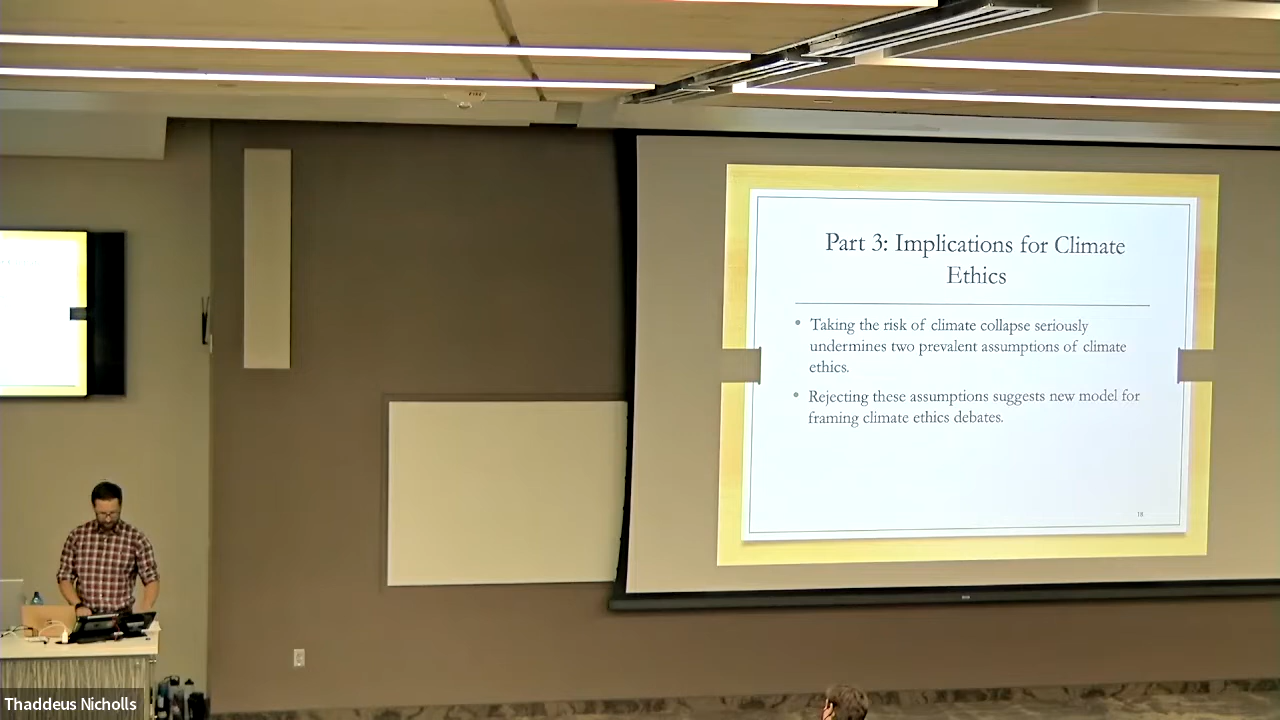 Part 3: Implications for Climate
Ethics
Taking the risk of climate collapse seriously
undermines two prevalent assumptions of climate
ethics.
Rejecting these assumptions suggests new model for
framing climate ethics debates.
18
Thaddeus Nicholls